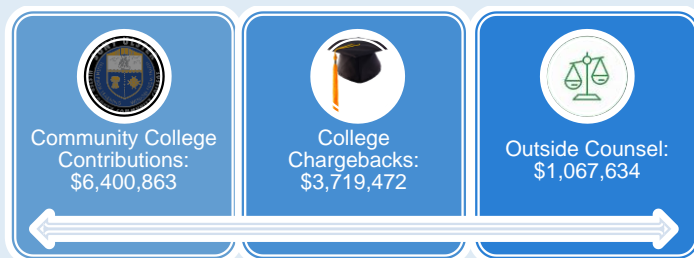 Community College
Contributions:
$6,400,863
College
Chargebacks:
$3,719,472
Outside Counsel:
$1,067,634